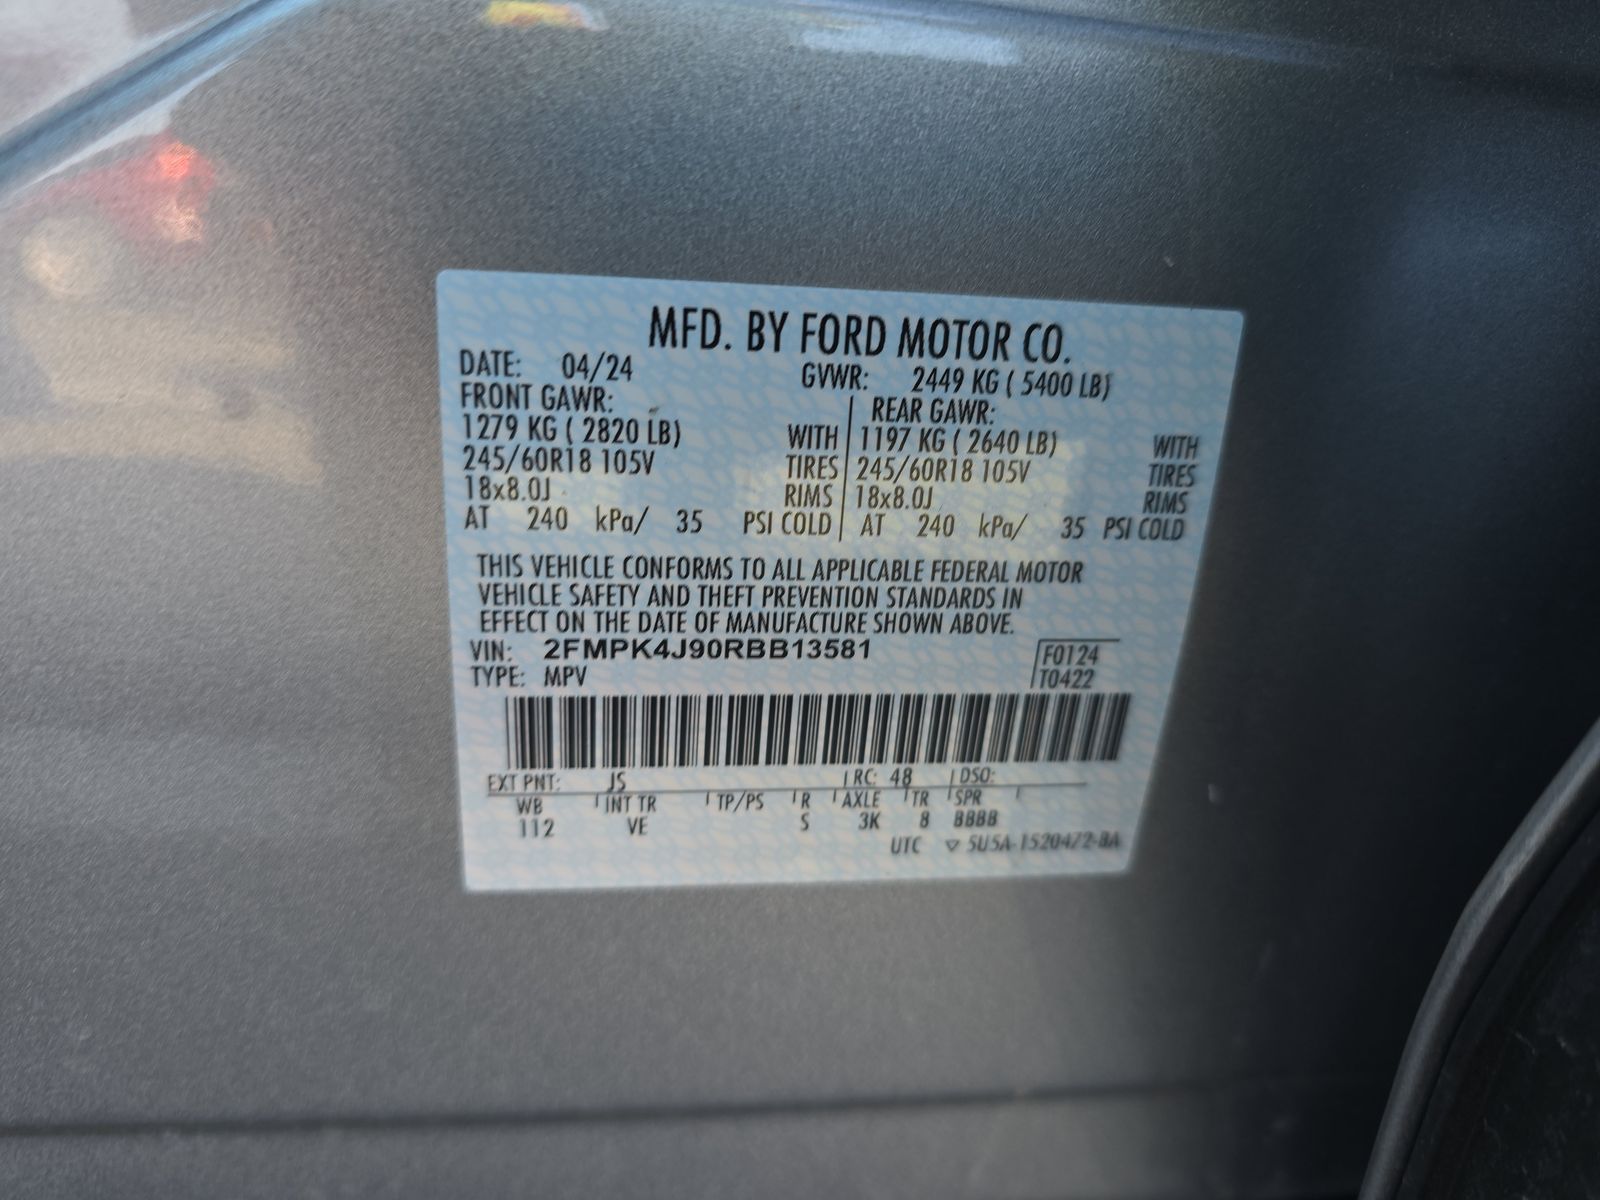 MFD. BY FORD MOTOR CO.
DATE: 04/24 GVWR: 2449 KG ( 5400 LB)
FRONT GAWR: REAR GAWR:
1279 KG ( 2820 LB) WITH 1197 KG ( 2640 LB) WITH
245/60R18 105V TIRES 245/60R18 105V TIRES
18x8.0J RIMS 18x8.0J RIMS
AT 240 kPa/ 35 PSI COLD AT 240 kPa/ 35 PSI COLD
THIS VEHICLE CONFORMS TO ALL APPLICABLE FEDERAL MOTOR
VEHICLE SAFETY AND THEFT PREVENTION STANDARDS IN
EFFECT ON THE DATE OF MANUFACTURE SHOWN ABOVE.
VIN: 2FMPK4J90RBB13581 F0124
TYPE: MPV T0422
EXT PNT: JS RC: 48 DSO:
WB INT TR TP/PS R AXLE TR SPR
112 VE S 3K 8 BBBB
UTC ▽ 5U5A-1520472-BA